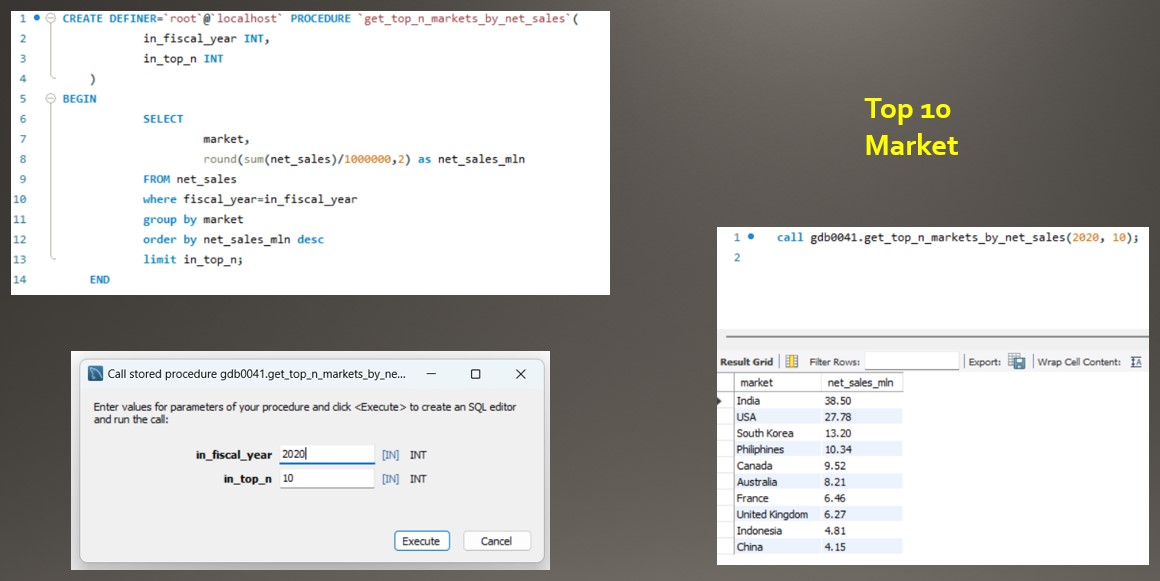 1 CREATE DEFINER=`root`@`localhost` PROCEDURE `get_top_n_markets_by_net_sales`(
2 in_fiscal_year INT,
3 in_top_n INT
4 )
5 BEGIN
6 SELECT
7 market,
8 round(sum(net_sales)/1000000,2) as net_sales_mln
9 FROM net_sales
10 where fiscal_year=in_fiscal_year
11 group by market
12 order by net_sales_mln desc
13 limit in_top_n;
14 END
Top 10
Market
1 call gdb0041.get_top_n_markets_by_net_sales(2020, 10);
2
Result Grid Filter Rows: Export: Wrap Cell Content: IA
market net_sales_mln
India 38.50
USA 27.78
South Korea 13.20
Philiphines 10.34
Canada 9.52
Australia 8.21
France 6.46
United Kingdom 6.27
Indonesia 4.81
China 4.15
Call stored procedure gdb0041.get_top_n_markets_by_ne...
Enter values for parameters of your procedure and click <Execute> to create an SQL editor
and run the call:
in_fiscal_year 2020 [IN] INT
in_top_n 10 [IN] INT
Execute Cancel